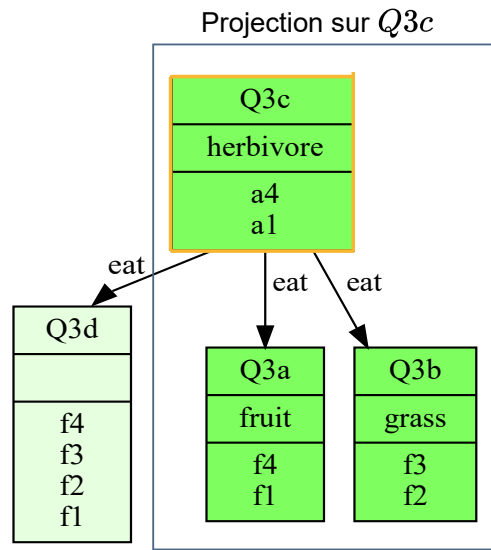 Projection sur Q3c
Q3c
herbivore
a4
a1
eat
eat
eat
Q3d
f4
f3
f2
f1
Q3a
fruit
f4
f1
Q3b
grass
f3
f2